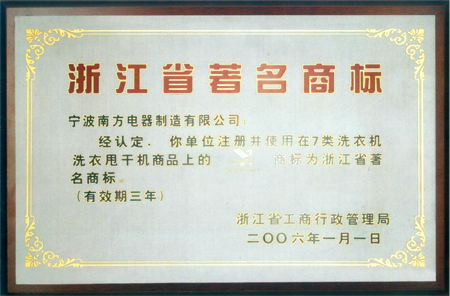 浙江省著名商标
宁波南方电器制造有限公司:
经认定，你单位注册并使用在7类洗衣机
洗衣甩干机商品上的 商标为浙江省著
名商标。
(有效期三年)
浙江省工商行政管理局
二〇〇六年一月一日